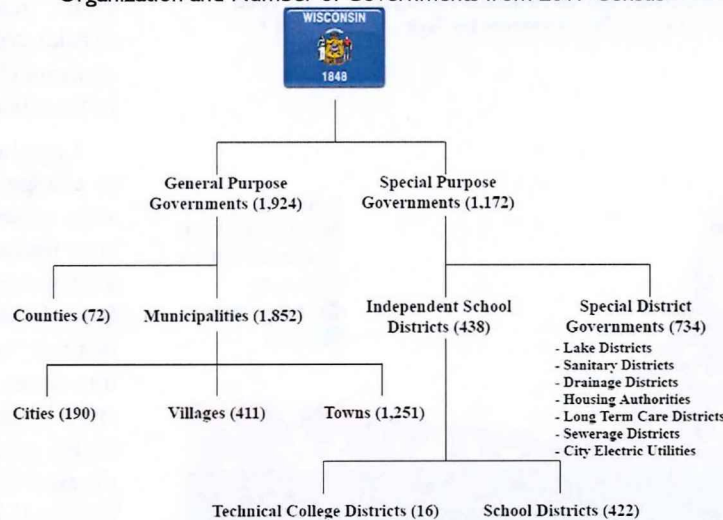 Organization and Number of Governments from 2017 Census
WISCONSIN
1848
General Purpose
Governments (1,924)
Special Purpose
Governments (1,172)
Counties (72)
Municipalities (1,852)
Independent School
Districts (438)
Special District
Governments (734)
- Lake Districts
- Sanitary Districts
- Drainage Districts
- Housing Authorities
- Long Term Care Districts
- Sewerage Districts
- City Electric Utilities
Cities (190)
Villages (411)
Towns (1,251)
Technical College Districts (16)
School Districts (422)